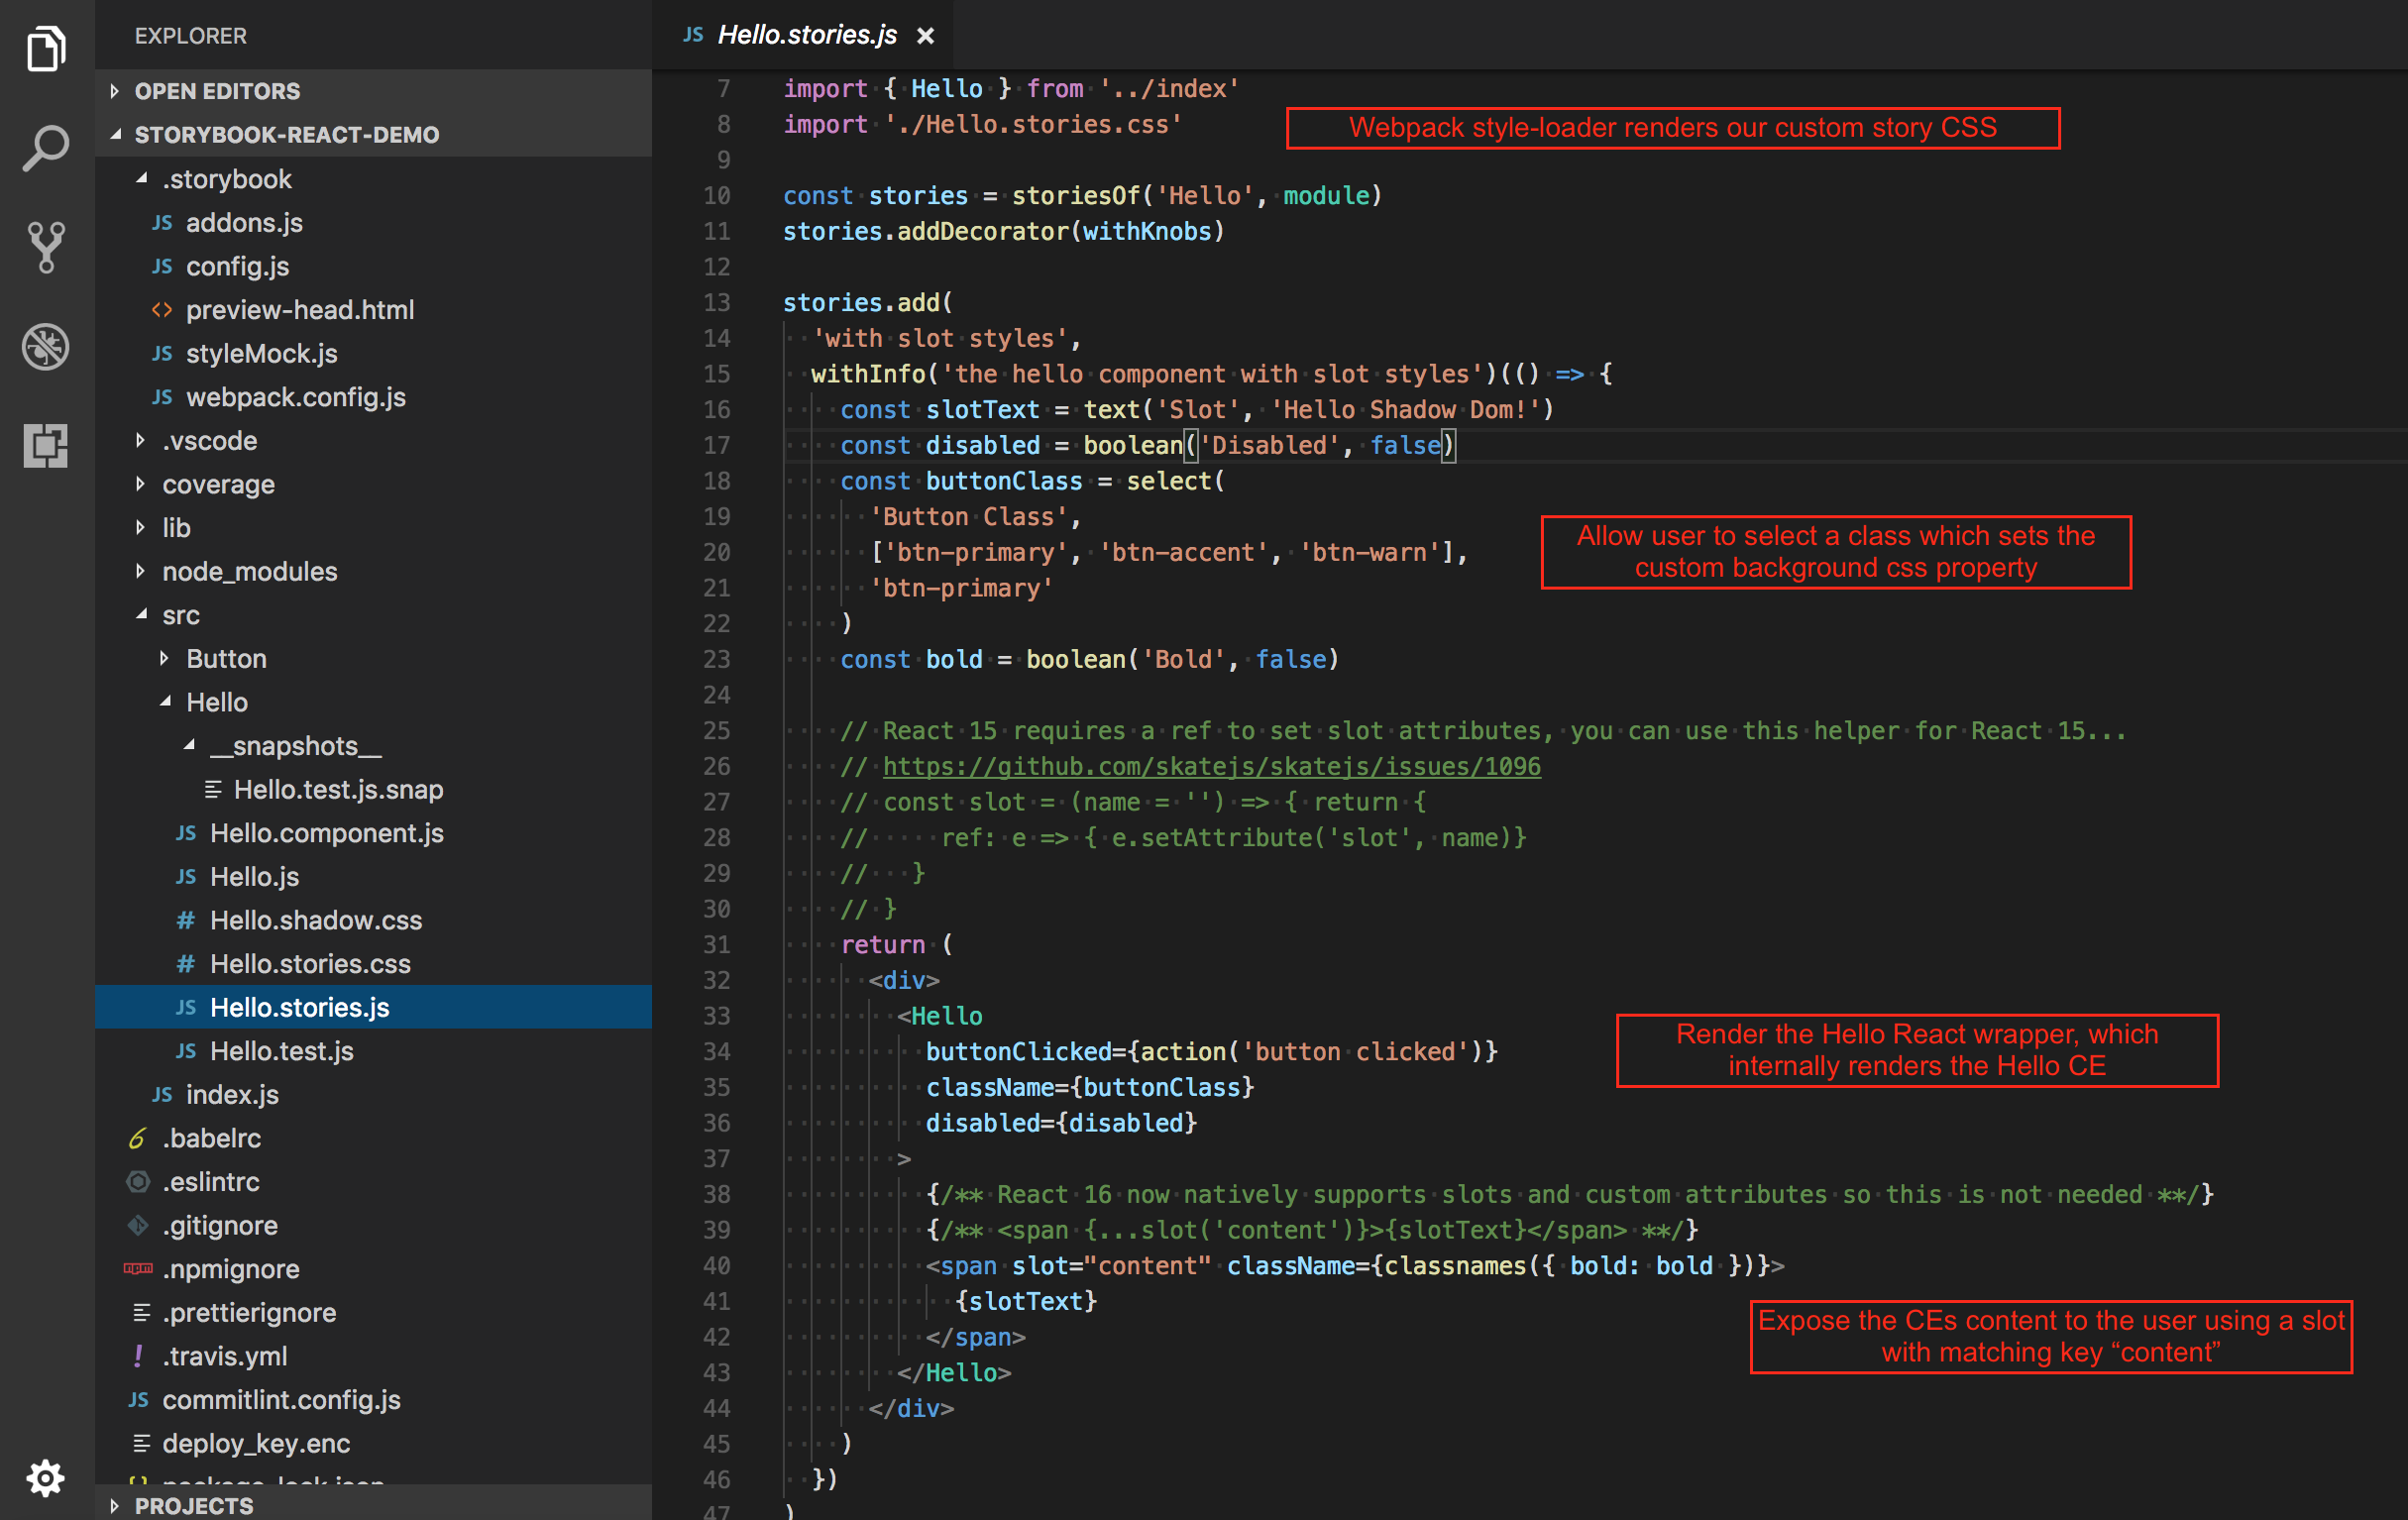 EXPLORER
OPEN EDITORS
STORYBOOK-REACT-DEMO
.storybook
JS addons.js
JS config.js
<> preview-head.html
JS styleMock.js
JS webpack.config.js
.vscode
coverage
lib
node_modules
src
Button
Hello
__snapshots__
Hello.test.js.snap
JS Hello.component.js
JS Hello.js
# Hello.shadow.css
# Hello.stories.css
JS Hello.stories.js
JS Hello.test.js
JS index.js
.babelrc
.eslintrc
.gitignore
.npmignore
.prettierignore
! .travis.yml
JS commitlint.config.js
deploy_key.enc
PROJECTS
JS Hello.stories.js ×
7 import { Hello } from '../index'
8 import './Hello.stories.css'
Webpack style-loader renders our custom story CSS
9
10 const stories = storiesOf('Hello', module)
11 stories.addDecorator(withKnobs)
12
13 stories.add(
14 'with slot styles',
15 withInfo('the hello component with slot styles')(() => {
16 const slotText = text('Slot', 'Hello Shadow Dom!')
17 const disabled = boolean('Disabled', false)
18 const buttonClass = select(
19 'Button Class',
20 ['btn-primary', 'btn-accent', 'btn-warn'],
21 'btn-primary'
Allow user to select a class which sets the
custom background css property
22 )
23 const bold = boolean('Bold', false)
24
25 // React 15 requires a ref to set slot attributes, you can use this helper for React 15...
26 // https://github.com/skatejs/skatejs/issues/1096
27 // const slot = (name = '') => { return {
28 // ref: e => { e.setAttribute('slot', name)}
29 // }
30 // }
31 return (
32 <div>
33 <Hello
34 buttonClicked={action('button clicked')}
35 className={buttonClass}
36 disabled={disabled}
Render the Hello React wrapper, which
internally renders the Hello CE
37 >
38 {/** React 16 now natively supports slots and custom attributes so this is not needed **/}
39 {/** <span {...slot('content')}>{slotText}</span> **/}
40 <span slot="content" className={classnames({ bold: bold })}>
41 {slotText}
42 </span>
Expose the CEs content to the user using a slot
with matching key “content”
43 </Hello>
44 </div>
45 )
46 })
47 )